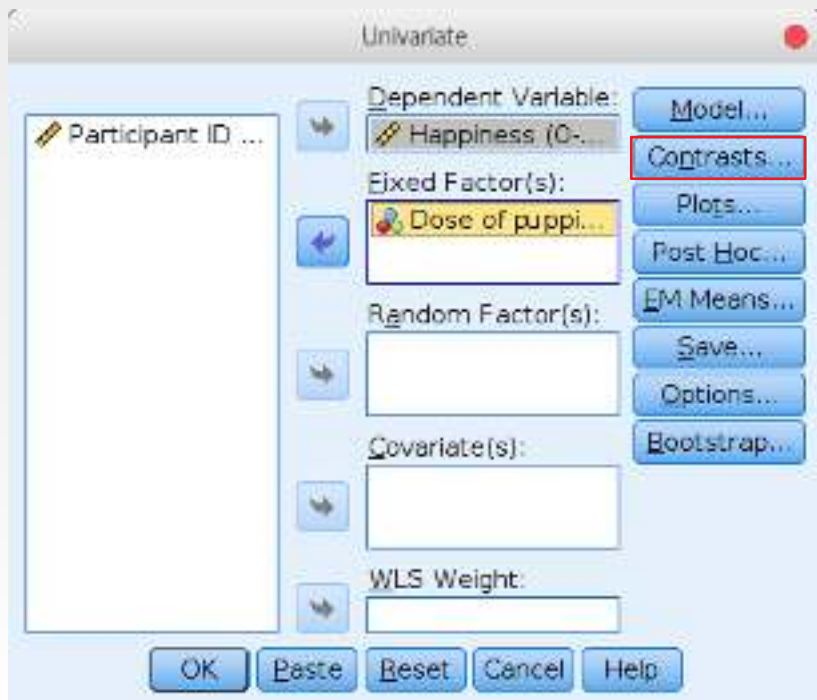 Univariate
Participant ID ...
Dependent Variable:
Happiness (0-...
Fixed Factor(s):
Dose of puppi...
Random Factor(s):
Covariate(s):
WLS Weight:
Model...
Contrasts...
Plots...
Post Hoc...
EM Means...
Save...
Options...
Bootstrap...
OK Paste Reset Cancel Help